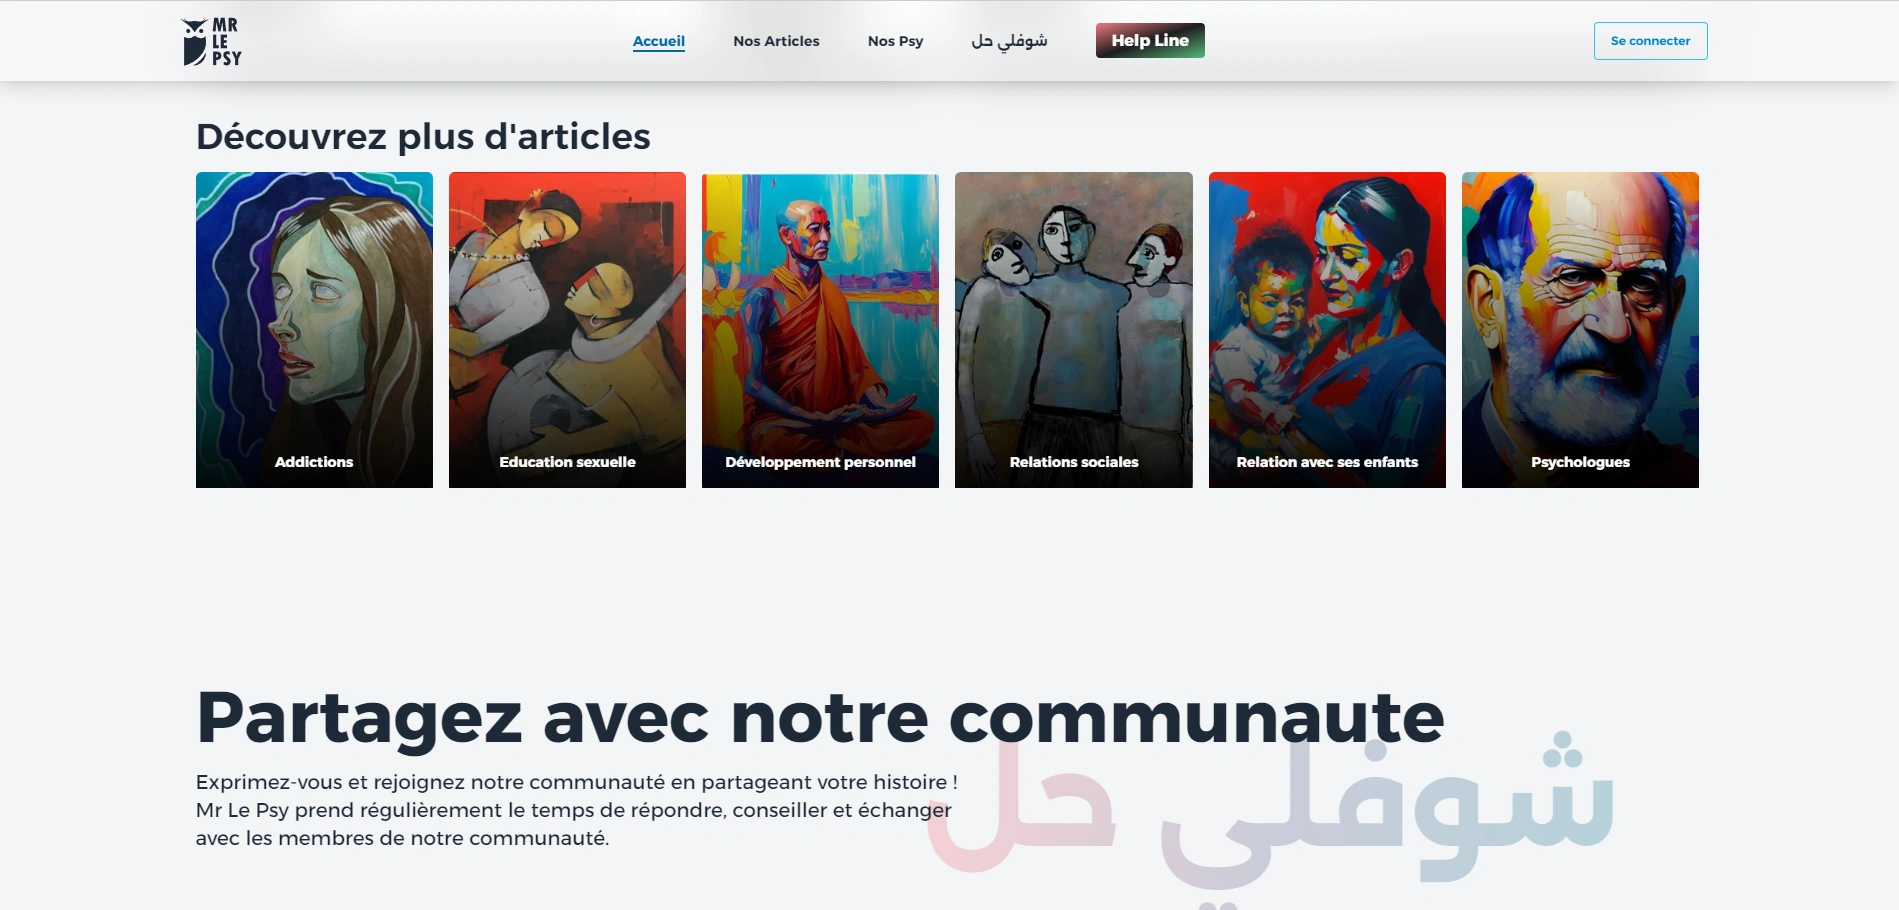 MR
LE
PSY
Accueil
Nos Articles
Nos Psy
شوفلي حل
Help Line
Se connecter
Découvrez plus d'articles
Addictions
Education sexuelle
Développement personnel
Relations sociales
Relation avec ses enfants
Psychologues
Partagez avec notre communaute
شوفلي حل
Exprimez-vous et rejoignez notre communauté en partageant votre histoire !
Mr Le Psy prend régulièrement le temps de répondre, conseiller et échanger
avec les membres de notre communauté.